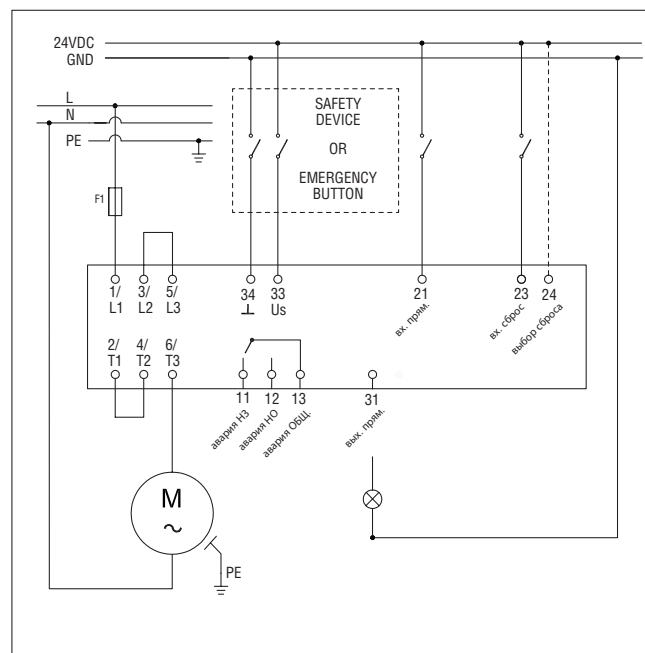 24VDC
GND
L
N
PE
F1
SAFETY
DEVICE
OR
EMERGENCY
BUTTON
1/
L1
3/
L2
5/
L3
34
⊥
33
Us
21
23
24
вх. прям.
вх. сброс
выбор сброса
2/
T1
4/
T2
6/
T3
11
12
13
31
авария НЗ
авария НО
авария ОБЩ.
вых. прям.
M
~
PE